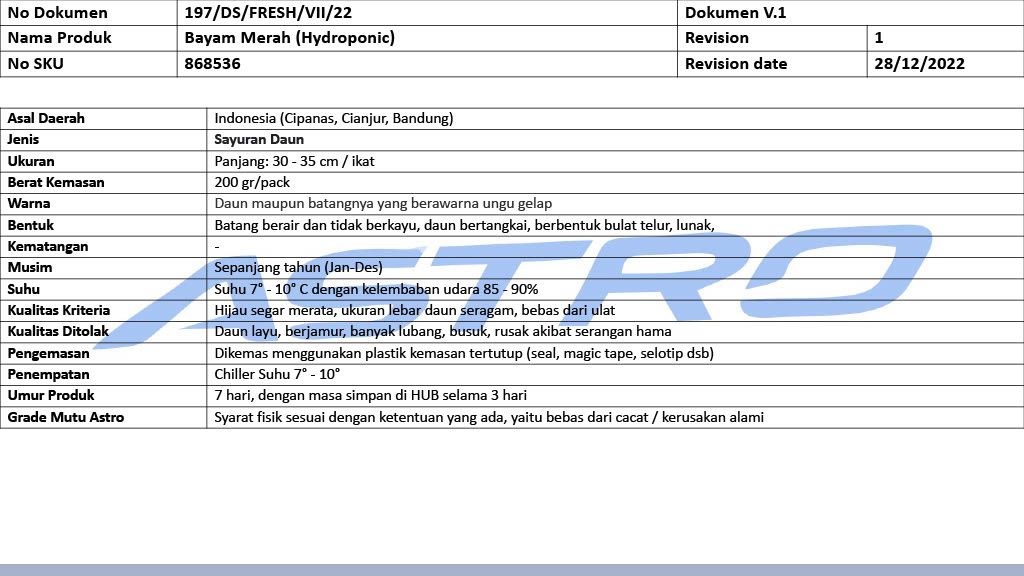 No Dokumen 197/DS/FRESH/VII/22 Dokumen V.1
Nama Produk Bayam Merah (Hydroponic) Revision 1
No SKU 868536 Revision date 28/12/2022
Asal Daerah Indonesia (Cipanas, Cianjur, Bandung)
Jenis Sayuran Daun
Ukuran Panjang: 30 - 35 cm / ikat
Berat Kemasan 200 gr/pack
Warna Daun maupun batangnya yang berawarna ungu gelap
Bentuk Batang berair dan tidak berkayu, daun bertangkai, berbentuk bulat telur, lunak,
Kematangan -
Musim Sepanjang tahun (Jan-Des)
Suhu Suhu 7° - 10° C dengan kelembaban udara 85 - 90%
Kualitas Kriteria Hijau segar merata, ukuran lebar daun seragam, bebas dari ulat
Kualitas Ditolak Daun layu, berjamur, banyak lubang, busuk, rusak akibat serangan hama
Pengemasan Dikemas menggunakan plastik kemasan tertutup (seal, magic tape, selotip dsb)
Penempatan Chiller Suhu 7° - 10°
Umur Produk 7 hari, dengan masa simpan di HUB selama 3 hari
Grade Mutu Astro Syarat fisik sesuai dengan ketentuan yang ada, yaitu bebas dari cacat / kerusakan alami
ASTRO